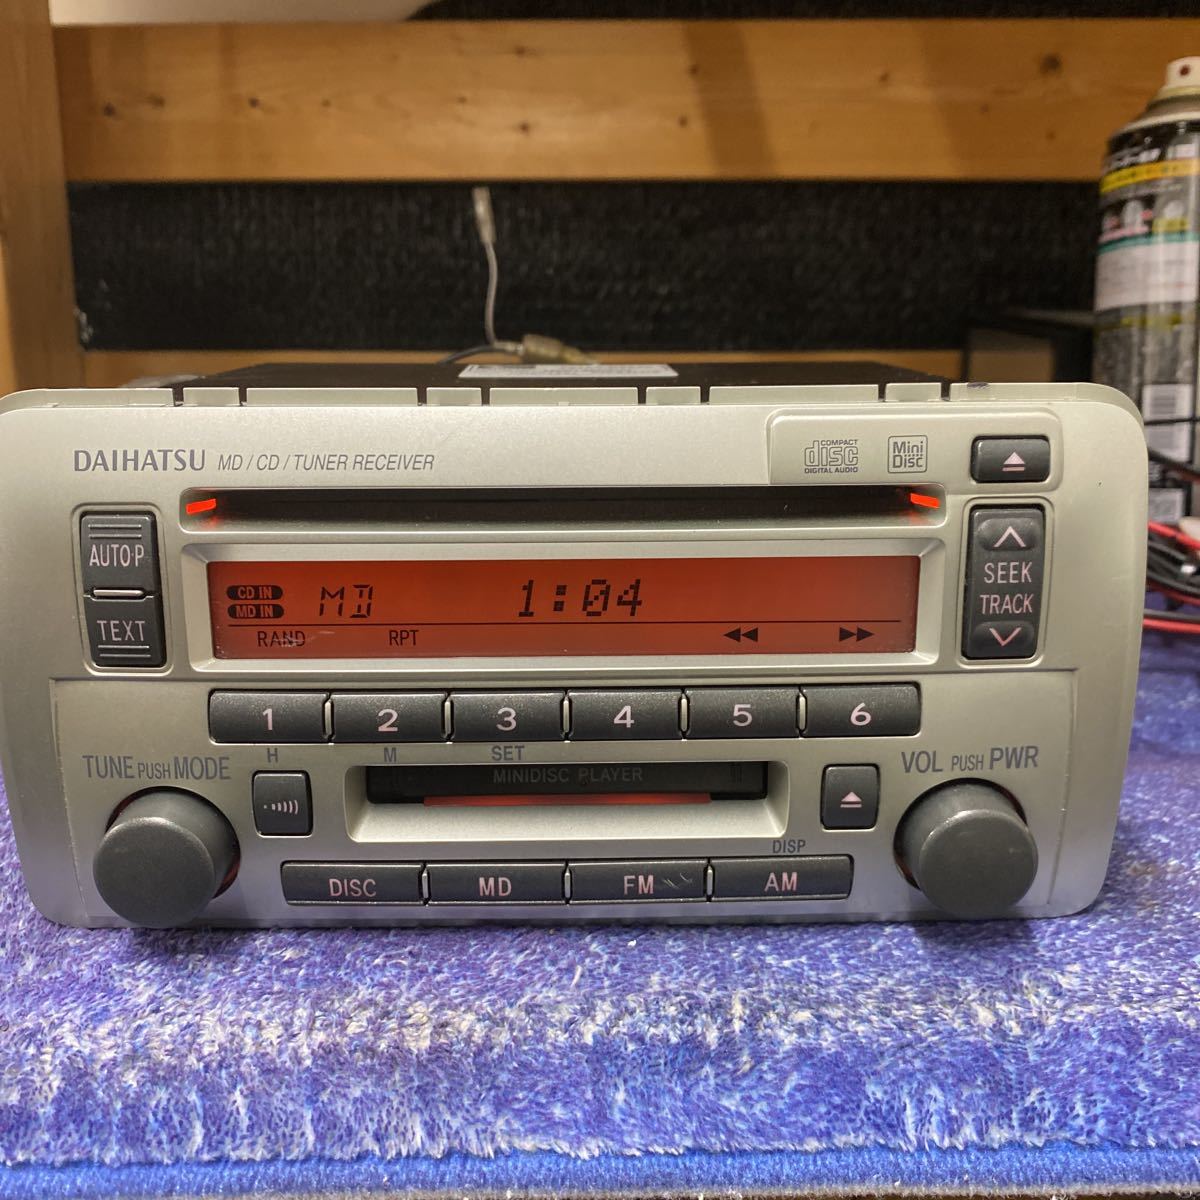 DAIHATSU MD / CD / TUNER RECEIVER
COMPACT
disc
DIGITAL AUDIO
Mini
Disc
AUTO·P
TEXT
CD IN
MD IN
MD 1:04
RAND RPT
SEEK
TRACK
1 2 3 4 5 6
H M SET
TUNE PUSH MODE
MINIDISC PLAYER
VOL PUSH PWR
DISP
DISC MD FM AM